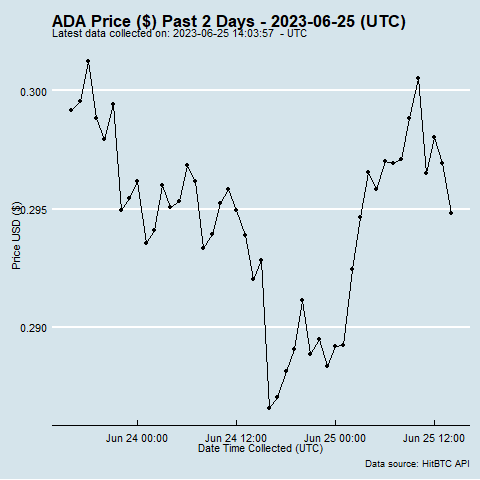 ADA Price ($) Past 2 Days - 2023-06-25 (UTC)
Latest data collected on: 2023-06-25 14:03:57  - UTC
0.300
0.295
0.290
Price USD ($)
Jun 24 00:00
Jun 24 12:00
Jun 25 00:00
Jun 25 12:00
Date Time Collected (UTC)
Data source: HitBTC API